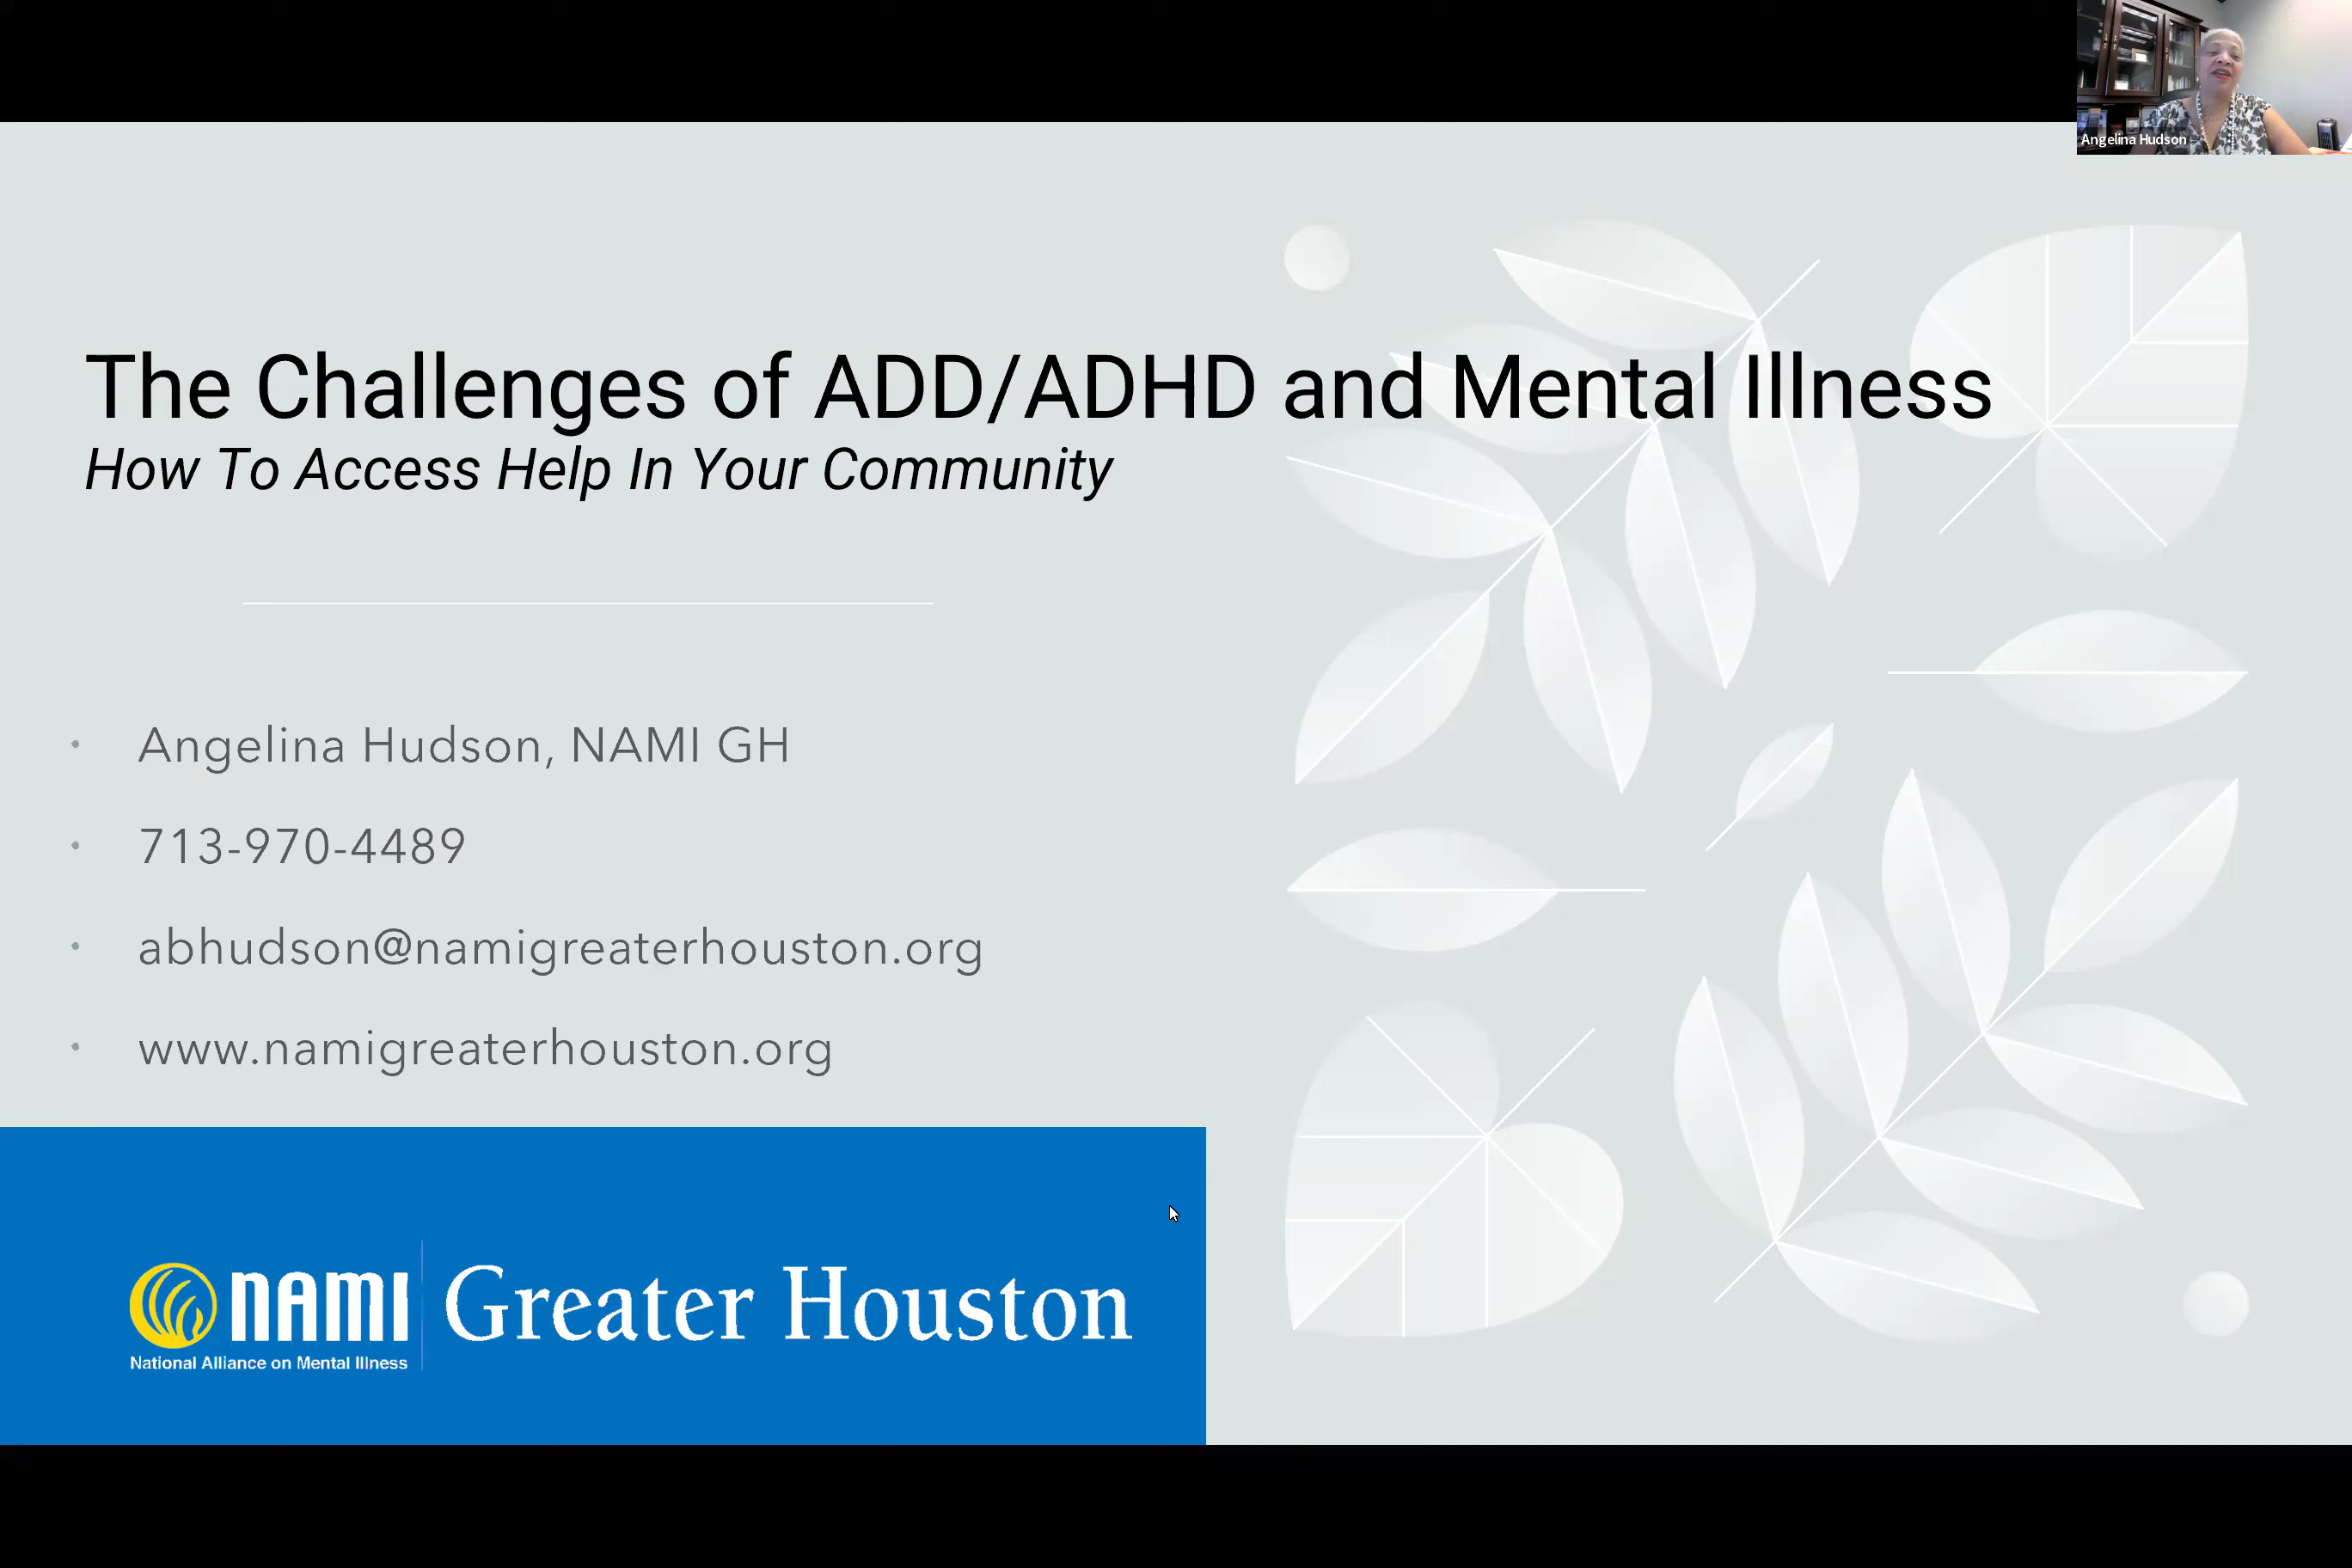 Angelina Hudson
The Challenges of ADD/ADHD and Mental Illness
How To Access Help In Your Community
• Angelina Hudson, NAMI GH
• 713-970-4489
• abhudson@namigreaterhouston.org
• www.namigreaterhouston.org
NAMI Greater Houston
National Alliance on Mental Illness